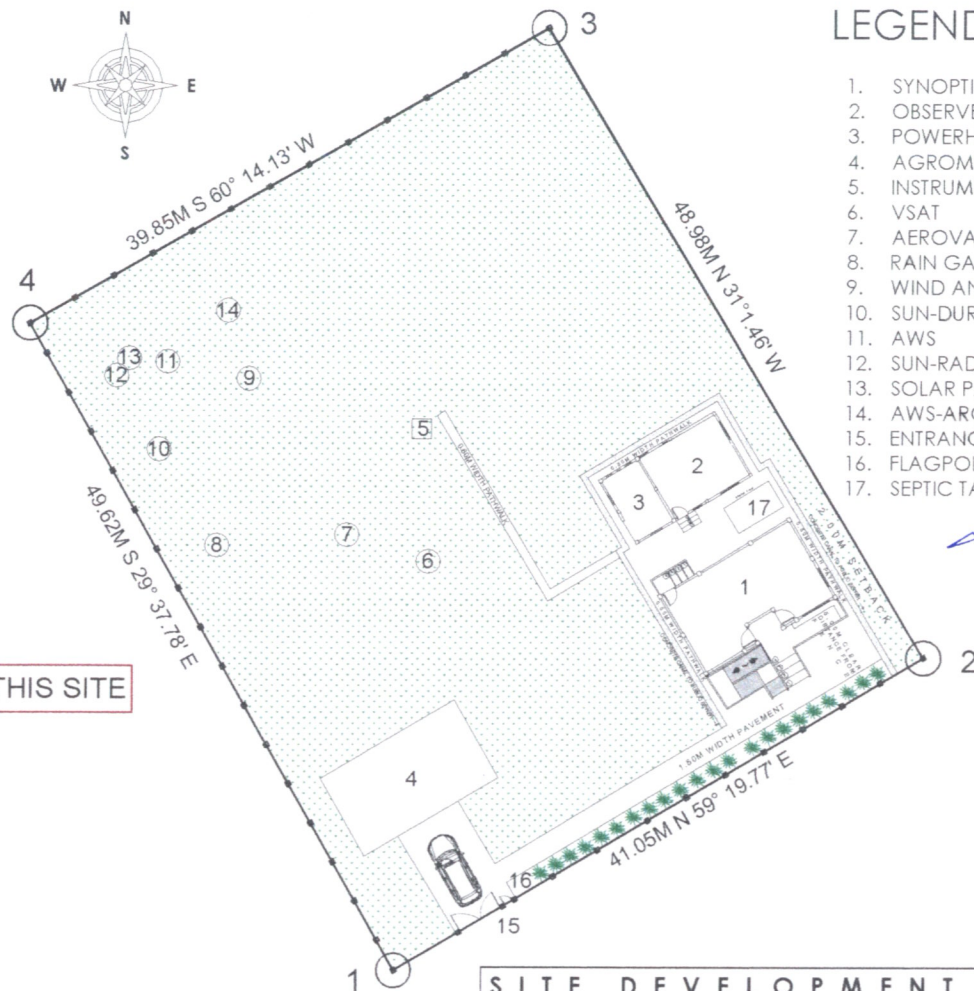 N
W E
S
3
LEGEND
1. SYNOPTI
2. OBSERVE
3. POWERH
4. AGROM
5. INSTRUM
6. VSAT
7. AEROVA
8. RAIN GA
9. WIND AN
10. SUN-DUR
11. AWS
12. SUN-RAD
13. SOLAR P
14. AWS-ARG
15. ENTRANC
16. FLAGPOL
17. SEPTIC TA
39.85M S 60° 14.13' W
48.98M N 31°1.46' W
4
14
13
11
12
9
10
5
2
3
17
49.62M S 29° 37.78' E
8
7
6
1
2.00M SETBACK
2
THIS SITE
4
1.50M WIDTH PAVEMENT
41.05M N 59° 19.77' E
16
15
1
SITE DEVELOPMENT